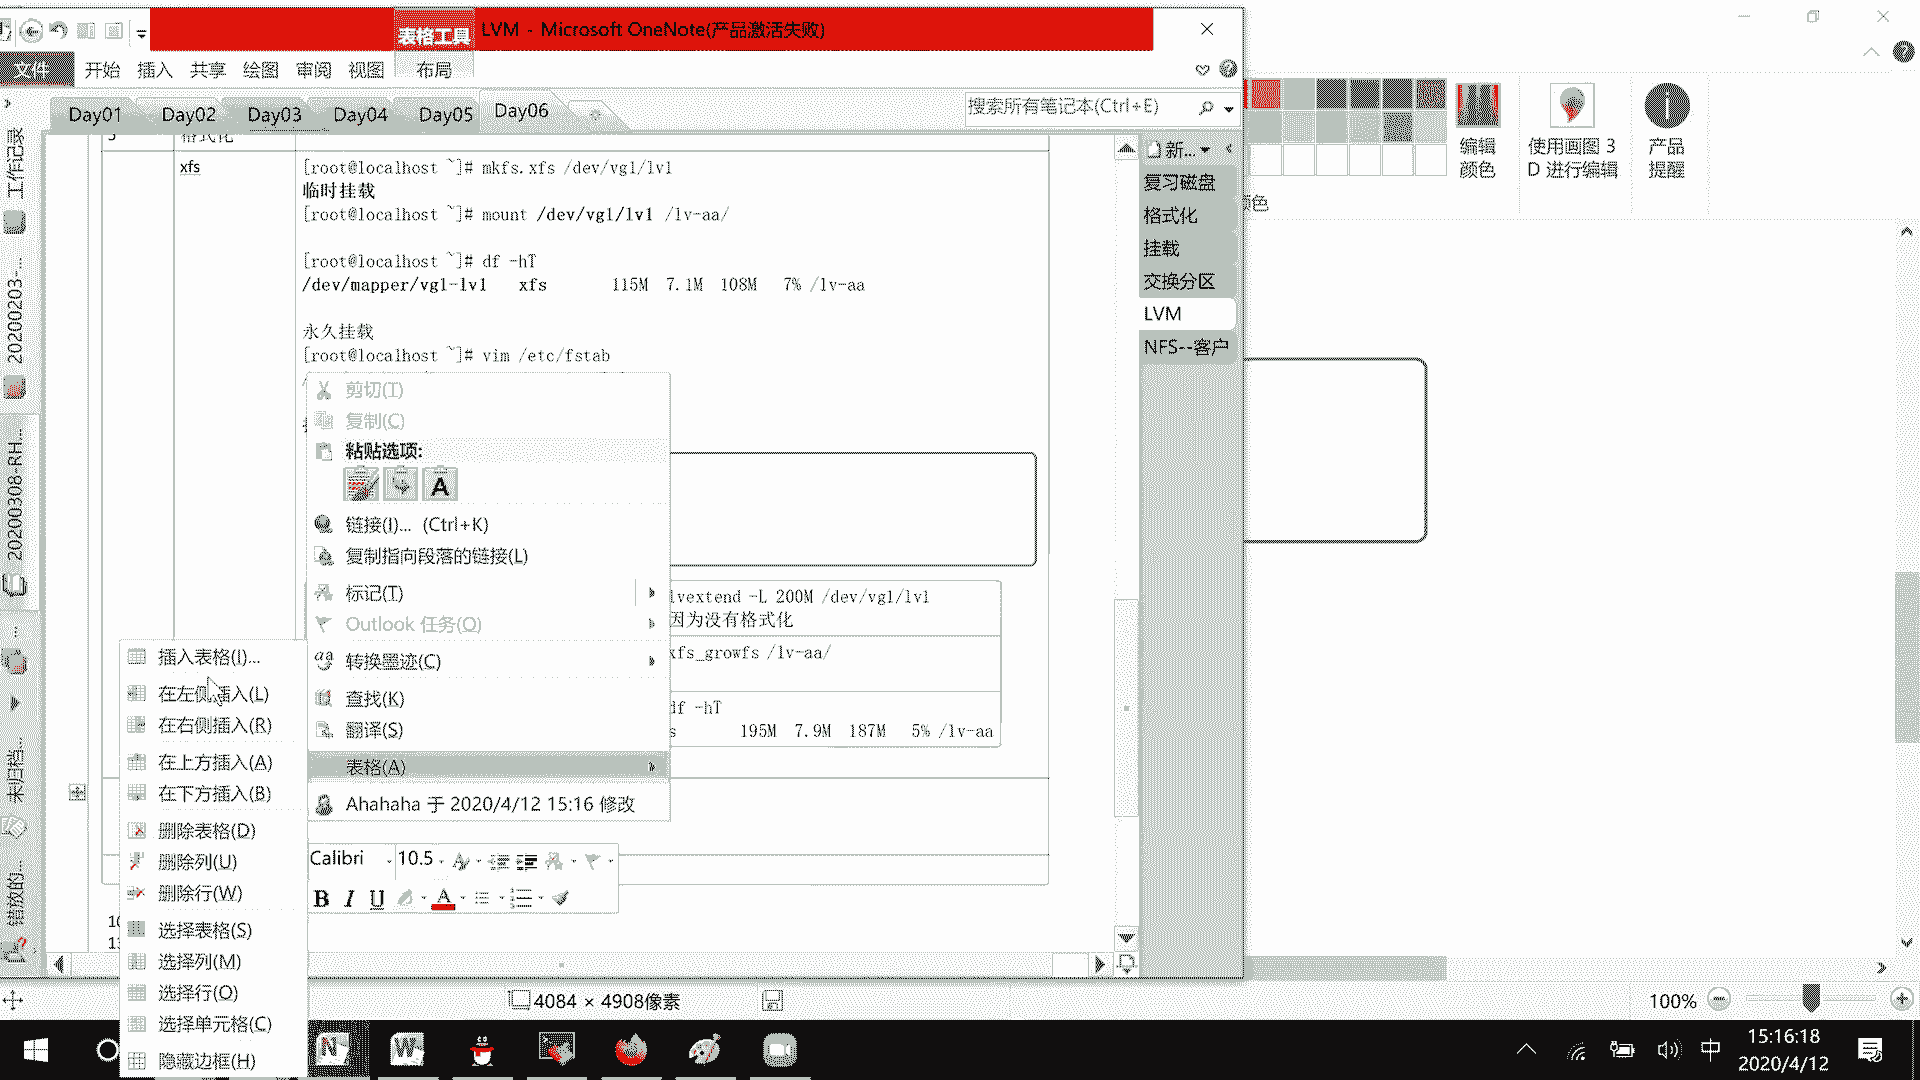 表格工具
LVM - Microsoft OneNote(产品激活失败)
文件
开始
插入
共享
绘图
审阅
视图
布局
Day01
Day02
Day03
Day04
Day05
Day06
搜索所有笔记本(Ctrl+E)
编辑
颜色
使用画图 3
D 进行编辑
产品
提醒
工作记录
20200203-...
20200308-RH...
未归档...
错放的...
新...
复习磁盘
格式化
挂载
交换分区
LVM
NFS--客户
格式化
xfs
[root@localhost ~]# mkfs.xfs /dev/vg1/lv1
临时挂载
[root@localhost ~]# mount /dev/vg1/lv1 /lv-aa/
[root@localhost ~]# df -hT
/dev/mapper/vg1-lv1 xfs 115M 7.1M 108M 7% /lv-aa
永久挂载
[root@localhost ~]# vim /etc/fstab
剪切(T)
复制(C)
粘贴选项:
链接(I)... (Ctrl+K)
复制指向段落的链接(L)
标记(T)
Outlook 任务(O)
转换墨迹(C)
查找(K)
翻译(S)
表格(A)
Ahahaha 于 2020/4/12 15:16 修改
lvextend -L 200M /dev/vg1/lv1
因为没有格式化
xfs_growfs /lv-aa/
df -hT
s 195M 7.9M 187M 5% /lv-aa
插入表格(I)...
在左侧插入(L)
在右侧插入(R)
在上方插入(A)
在下方插入(B)
删除表格(D)
删除列(U)
删除行(W)
选择表格(S)
选择列(M)
选择行(O)
选择单元格(C)
隐藏边框(H)
Calibri
10.5
B I U
4084 × 4908像素
100%
中
15:16:18
2020/4/12